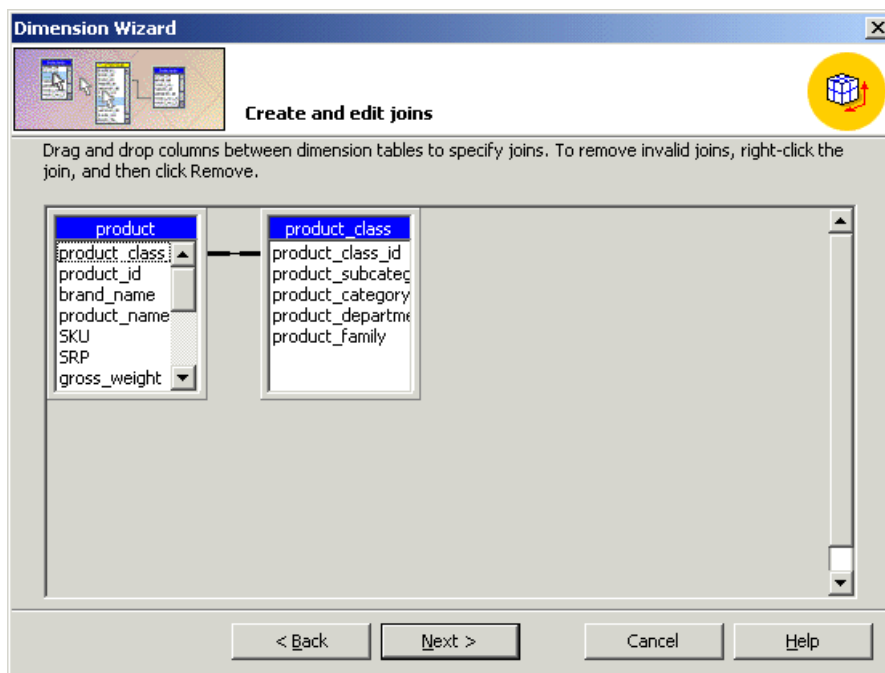 Dimension Wizard
Create and edit joins
Drag and drop columns between dimension tables to specify joins. To remove invalid joins, right-click the
join, and then click Remove.
product
product_class
product_id
brand_name
product_name
SKU
SRP
gross_weight
product_class
product_class_id
product_subcateg
product_category
product_departme
product_family
< Back
Next >
Cancel
Help